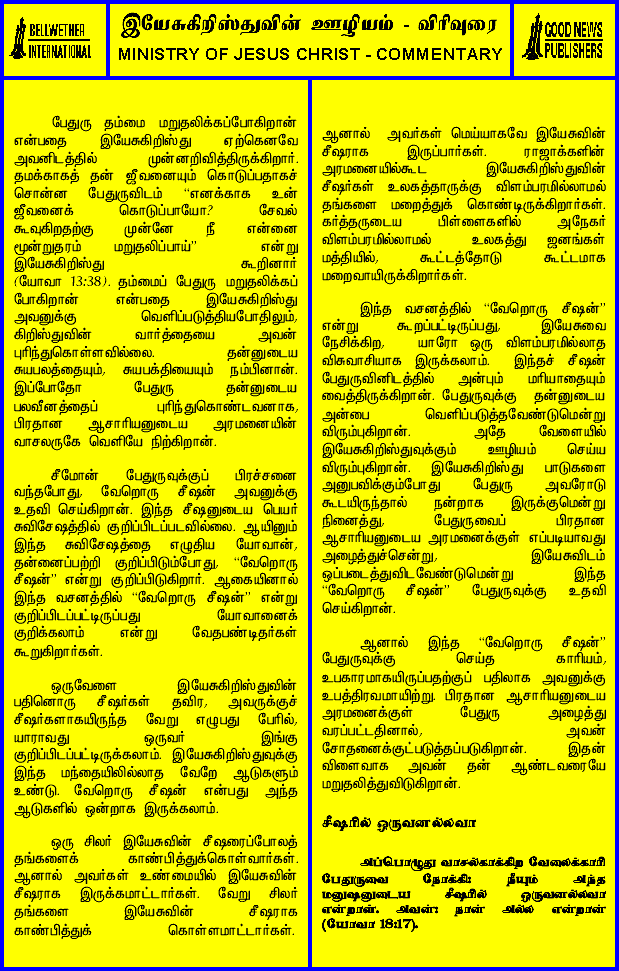 BELLWETHER
INTERNATIONAL
இயேசுகிறிஸ்துவின் ஊழியம் - விரிவுரை
MINISTRY OF JESUS CHRIST - COMMENTARY
GOOD NEWS
PUBLISHERS
பேதுரு தம்மை மறுதலிக்கப்போகிறான்
என்பதை இயேசுகிறிஸ்து ஏற்கெனவே
அவனிடத்தில் முன்னறிவித்திருக்கிறார்.
தமக்காகத் தன் ஜீவனையும் கொடுப்பதாகச்
சொன்ன பேதுருவிடம் “எனக்காக உன்
ஜீவனைக் கொடுப்பாயோ? சேவல்
கூவுகிறதற்கு முன்னே நீ என்னை
மூன்றுதரம் மறுதலிப்பாய்” என்று
இயேசுகிறிஸ்து கூறினார்
(யோவா 13:38). தம்மைப் பேதுரு மறுதலிக்கப்
போகிறான் என்பதை இயேசுகிறிஸ்து
அவனுக்கு வெளிப்படுத்தியபோதிலும்,
கிறிஸ்துவின் வார்த்தையை அவன்
புரிந்துகொள்ளவில்லை. தன்னுடைய
சுயபலத்தையும், சுயபக்தியையும் நம்பினான்.
இப்போதோ பேதுரு தன்னுடைய
பலவீனத்தைப் புரிந்துகொண்டவனாக,
பிரதான ஆசாரியனுடைய அரமனையின்
வாசலருகே வெளியே நிற்கிறான்.
சீமோன் பேதுருவுக்குப் பிரச்சனை
வந்தபோது, வேறொரு சீஷன் அவனுக்கு
உதவி செய்கிறான். இந்த சீஷனுடைய பெயர்
சுவிசேஷத்தில் குறிப்பிடப்படவில்லை. ஆயினும்
இந்த சுவிசேஷத்தை எழுதிய யோவான்,
தன்னைப்பற்றி குறிப்பிடும்போது, “வேறொரு
சீஷன்” என்று குறிப்பிடுகிறார். ஆகையினால்
இந்த வசனத்தில் “வேறொரு சீஷன்” என்று
குறிப்பிடப்பட்டிருப்பது யோவானைக்
குறிக்கலாம் என்று வேதபண்டிதர்கள்
கூறுகிறார்கள்.
ஒருவேளை இயேசுகிறிஸ்துவின்
பதினொரு சீஷர்கள் தவிர, அவருக்குச்
சீஷர்களாகயிருந்த வேறு எழுபது பேரில்,
யாராவது ஒருவர் இங்கு
குறிப்பிடப்பட்டிருக்கலாம். இயேசுகிறிஸ்துவுக்கு
இந்த மந்தையிலில்லாத வேறே ஆடுகளும்
உண்டு. வேறொரு சீஷன் என்பது அந்த
ஆடுகளில் ஒன்றாக இருக்கலாம்.
ஒரு சிலர் இயேசுவின் சீஷரைப்போலத்
தங்களைக் காண்பித்துக்கொள்வார்கள்.
ஆனால் அவர்கள் உண்மையில் இயேசுவின்
சீஷராக இருக்கமாட்டார்கள். வேறு சிலர்
தங்களை இயேசுவின் சீஷராக
காண்பித்துக் கொள்ளமாட்டார்கள்.
ஆனால் அவர்கள் மெய்யாகவே இயேசுவின்
சீஷராக இருப்பார்கள். ராஜாக்களின்
அரமனையில்கூட இயேசுகிறிஸ்துவின்
சீஷர்கள் உலகத்தாருக்கு விளம்பரமில்லாமல்
தங்களை மறைத்துக் கொண்டிருக்கிறார்கள்.
கர்த்தருடைய பிள்ளைகளில் அநேகர்
விளம்பரமில்லாமல் உலகத்து ஜனங்கள்
மத்தியில், கூட்டத்தோடு கூட்டமாக
மறைவாயிருக்கிறார்கள்.
இந்த வசனத்தில் “வேறொரு சீஷன்”
என்று கூறப்பட்டிருப்பது, இயேசுவை
நேசிக்கிற, யாரோ ஒரு விளம்பரமில்லாத
விசுவாசியாக இருக்கலாம். இந்தச் சீஷன்
பேதுருவினிடத்தில் அன்பும் மரியாதையும்
வைத்திருக்கிறான். பேதுருவுக்கு தன்னுடைய
அன்பை வெளிப்படுத்தவேண்டுமென்று
விரும்புகிறான். அதே வேளையில்
இயேசுகிறிஸ்துவுக்கும் ஊழியம் செய்ய
விரும்புகிறான். இயேசுகிறிஸ்து பாடுகளை
அனுபவிக்கும்போது பேதுரு அவரோடு
கூடயிருந்தால் நன்றாக இருக்குமென்று
நினைத்து, பேதுருவைப் பிரதான
ஆசாரியனுடைய அரமனைக்குள் எப்படியாவது
அழைத்துச்சென்று, இயேசுவிடம்
ஒப்படைத்துவிடவேண்டுமென்று இந்த
“வேறொரு சீஷன்” பேதுருவுக்கு உதவி
செய்கிறான்.
ஆனால் இந்த “வேறொரு சீஷன்”
பேதுருவுக்கு செய்த காரியம்,
உபகாரமாகயிருப்பதற்குப் பதிலாக அவனுக்கு
உபத்திரவமாயிற்று. பிரதான ஆசாரியனுடைய
அரமனைக்குள் பேதுரு அழைத்து
வரப்பட்டதினால், அவன்
சோதனைக்குட்படுத்தப்படுகிறான். இதன்
விளைவாக அவன் தன் ஆண்டவரையே
மறுதலித்துவிடுகிறான்.
சீஷரில் ஒருவனல்லவா
அப்பொழுது வாசல்காக்கிற வேலைக்காரி
பேதுருவை நோக்கி: நீயும் அந்த
மனுஷனுடைய சீஷரில் ஒருவனல்லவா
என்றாள். அவன்: நான் அல்ல என்றான்
(யோவா 18:17).